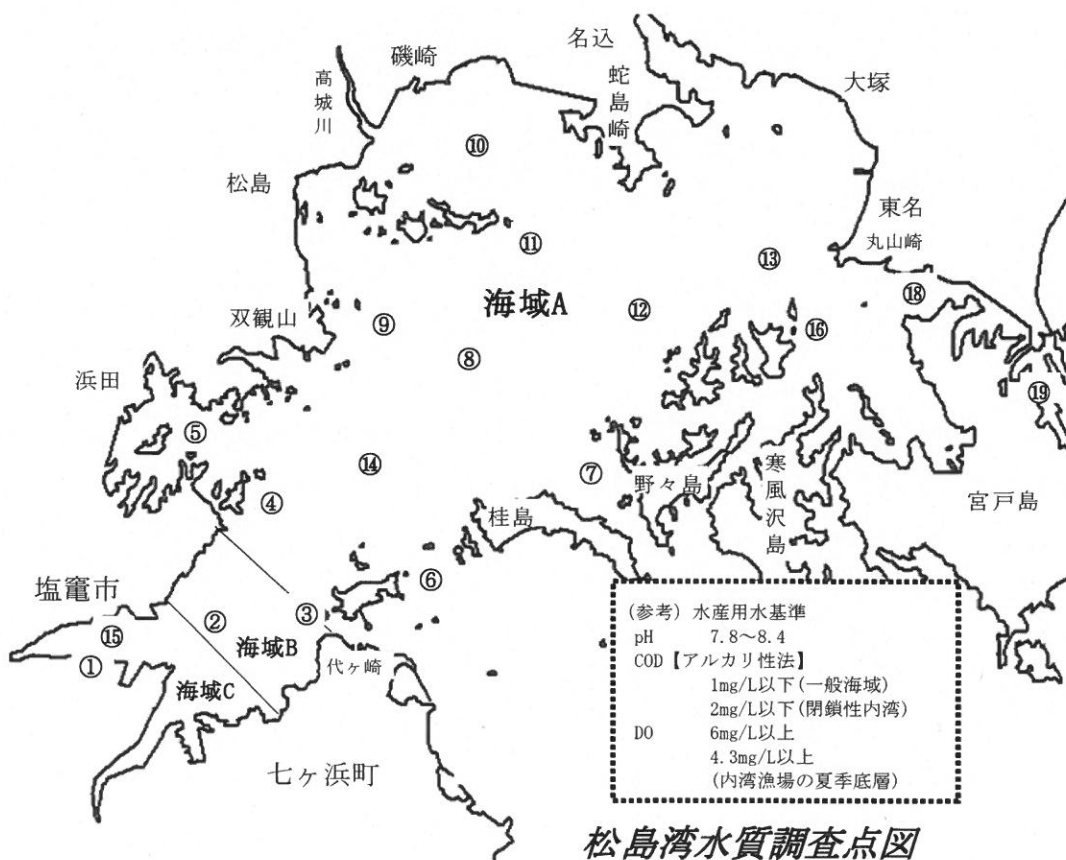 名込
磯崎
高城川
蛇島崎
大塚
⑩
松島
東名
丸山崎
⑪
⑬
⑱
海域A
⑫
⑨
双観山
⑯
⑧
浜田
⑲
⑤
⑭
⑦
野々島
寒風沢島
宮戸島
④
桂島
⑥
塩竈市
②
③
⑮
海域B
①
代ヶ崎
海域C
七ヶ浜町
(参考) 水産用水基準
pH 7.8～8.4
COD【アルカリ性法】
1mg/L以下(一般海域)
2mg/L以下(閉鎖性内湾)
DO 6mg/L以上
4.3mg/L以上
(内湾漁場の夏季底層)
松島湾水質調査点図